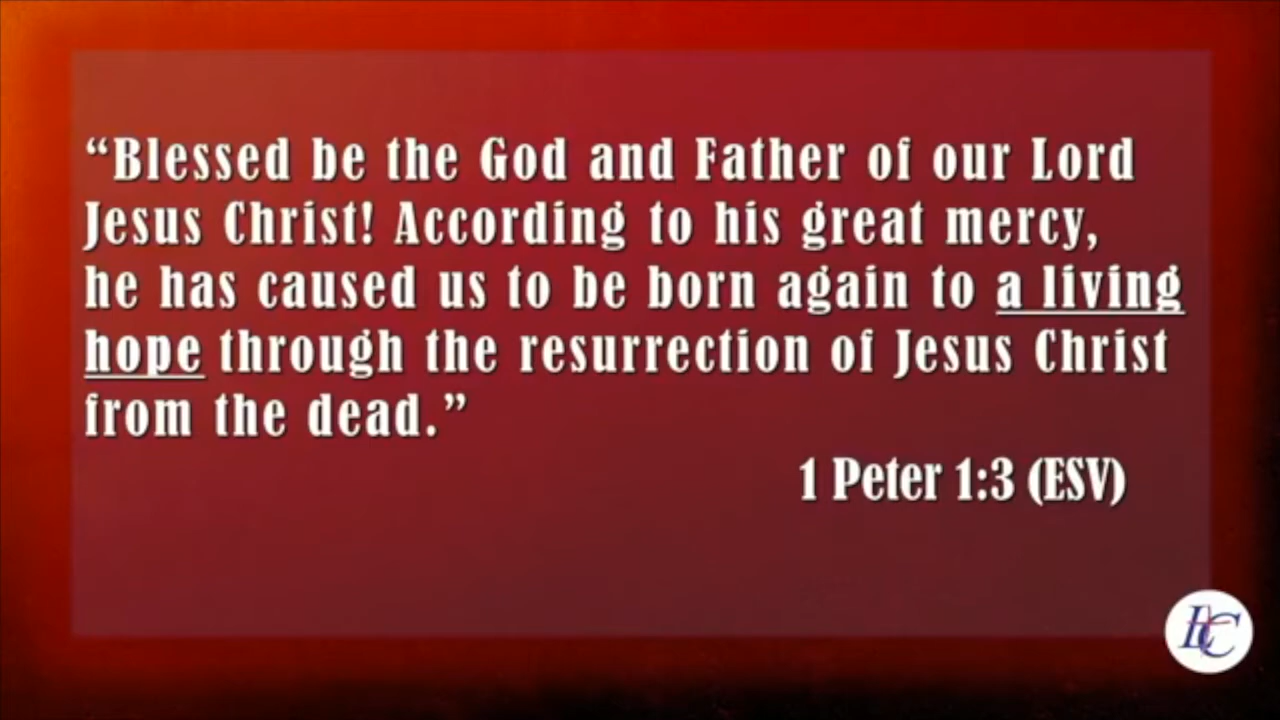 “Blessed be the God and Father of our Lord
Jesus Christ! According to his great mercy,
he has caused us to be born again to a living
hope through the resurrection of Jesus Christ
from the dead.”
1 Peter 1:3 (ESV)